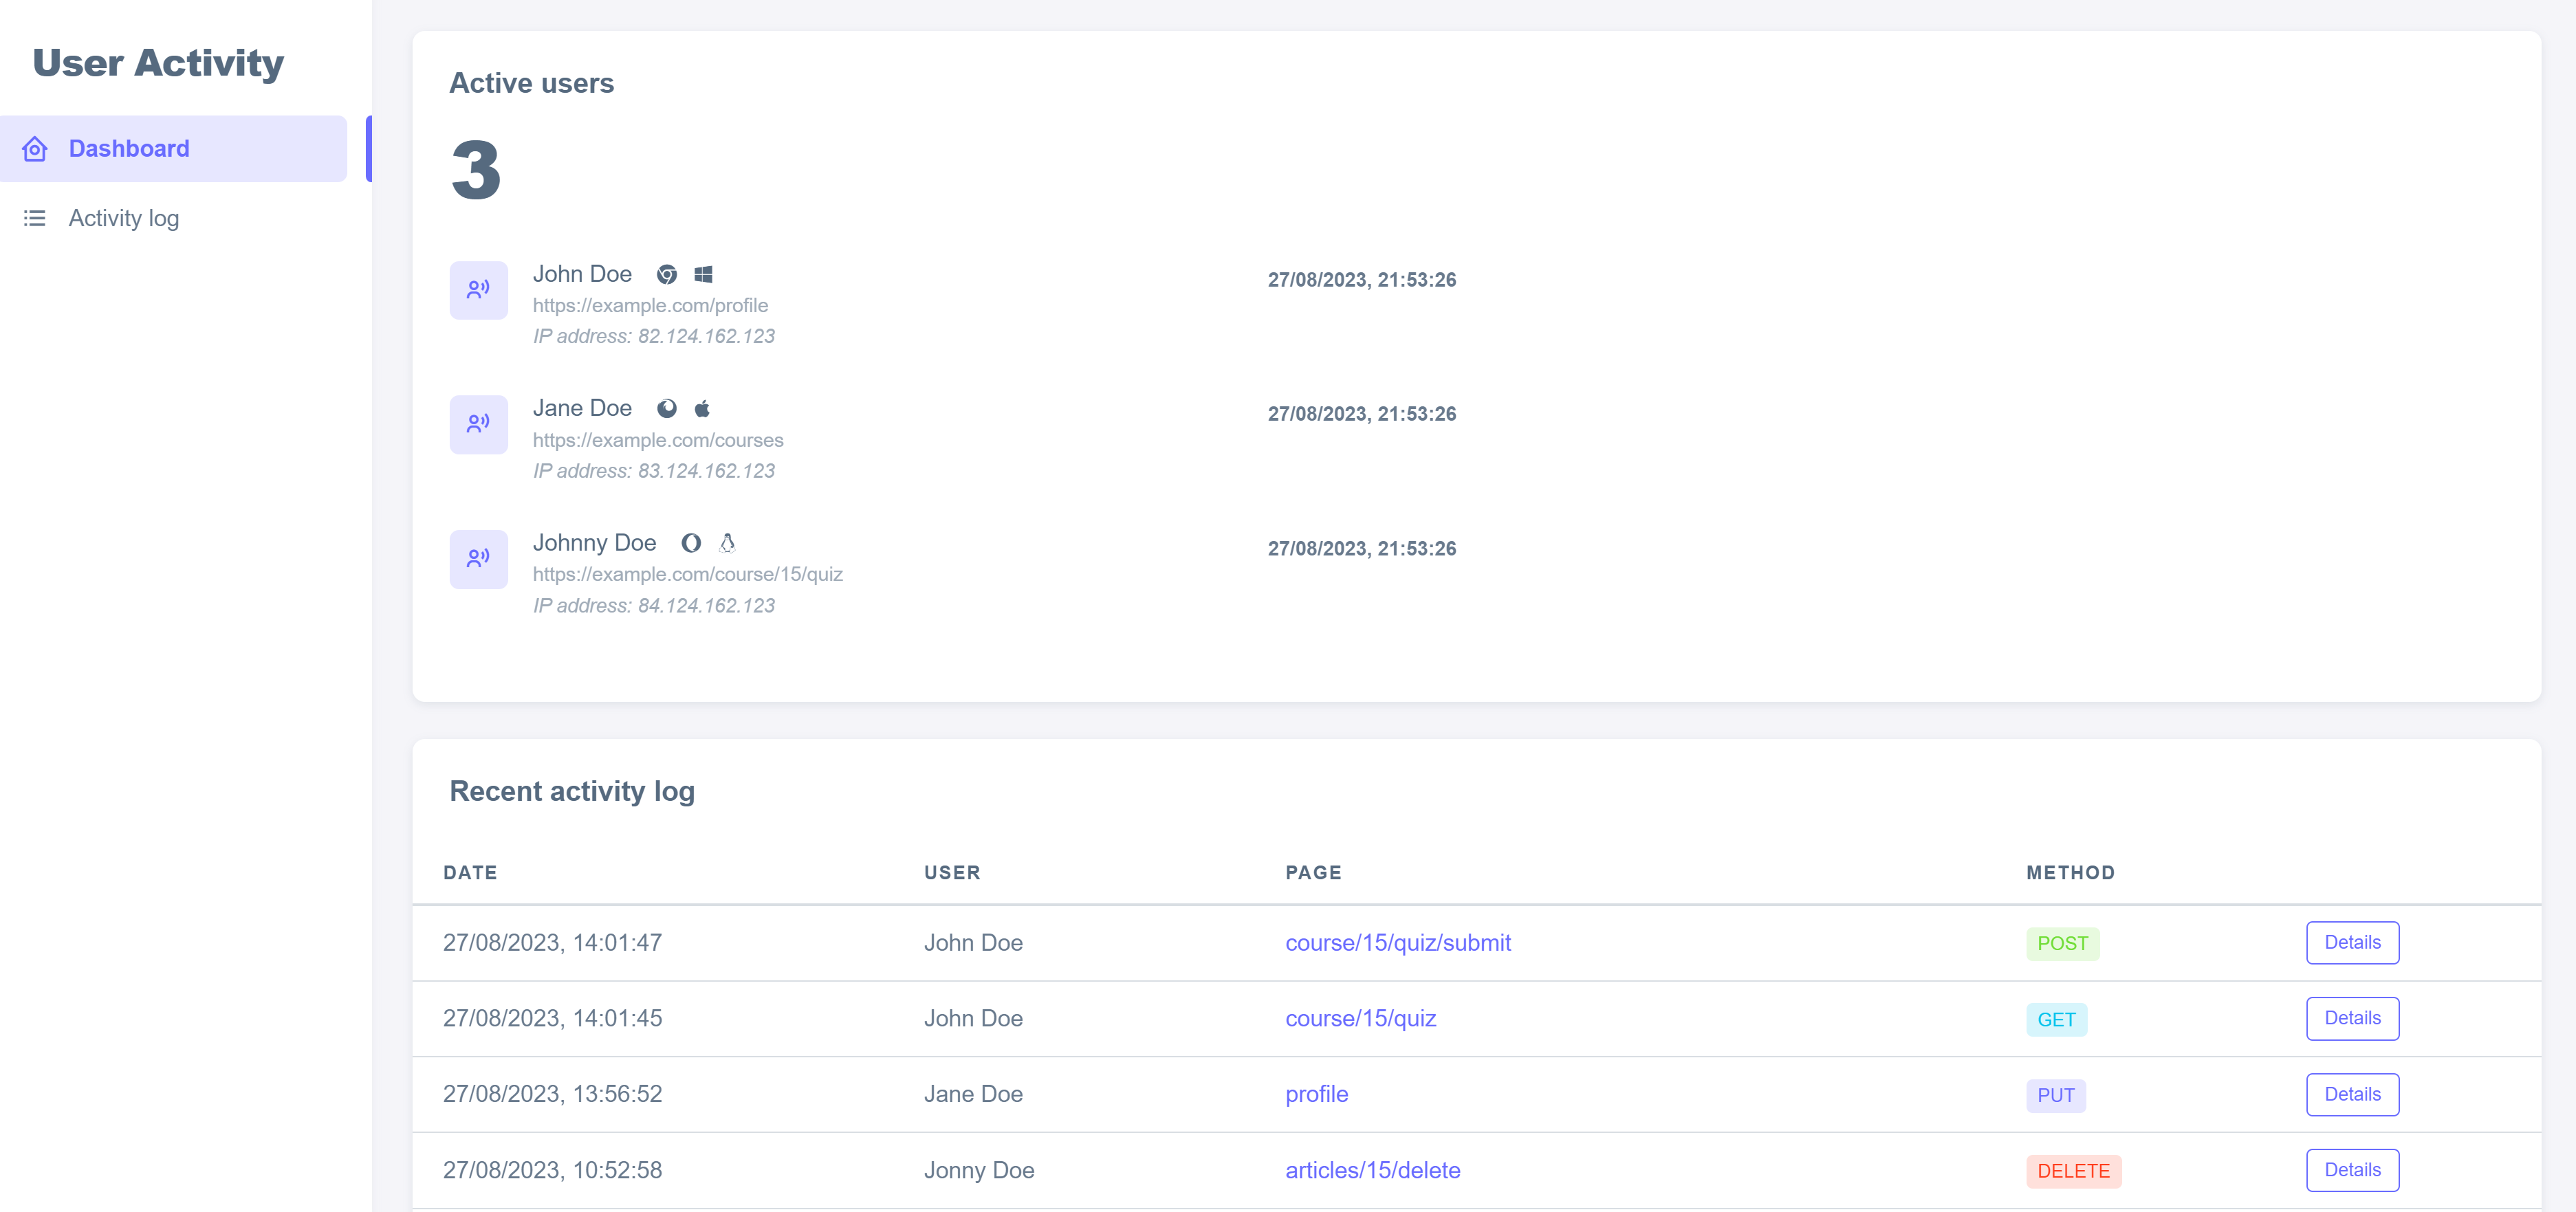 User Activity
Dashboard
Activity log
Active users
3
John Doe
27/08/2023, 21:53:26
https://example.com/profile
IP address: 82.124.162.123
Jane Doe
27/08/2023, 21:53:26
https://example.com/courses
IP address: 83.124.162.123
Johnny Doe
27/08/2023, 21:53:26
https://example.com/course/15/quiz
IP address: 84.124.162.123
Recent activity log
DATE USER PAGE METHOD
27/08/2023, 14:01:47 John Doe course/15/quiz/submit POST Details
27/08/2023, 14:01:45 John Doe course/15/quiz GET Details
27/08/2023, 13:56:52 Jane Doe profile PUT Details
27/08/2023, 10:52:58 Jonny Doe articles/15/delete DELETE Details